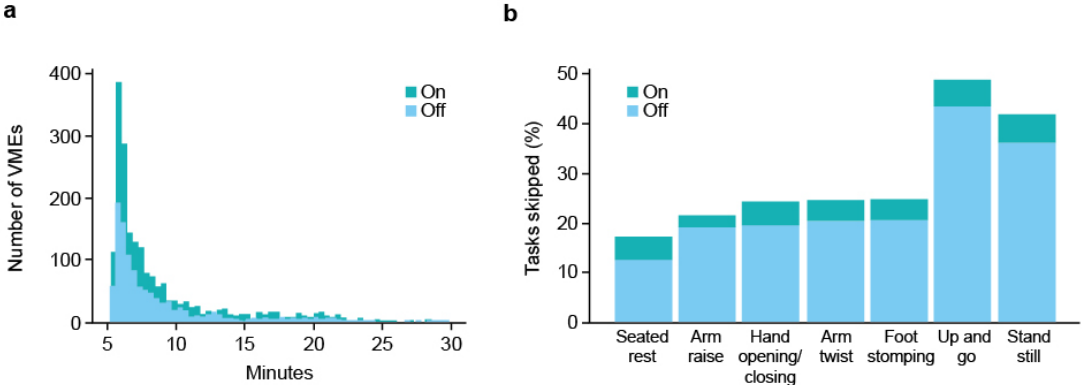 a
Number of VMEs
400
300
200
100
0
On
Off
5 10 15 20 25 30
Minutes
b
Tasks skipped (%)
50
40
30
20
10
0
On
Off
Seated rest
Arm raise
Hand opening/ closing
Arm twist
Foot stomping
Up and go
Stand still